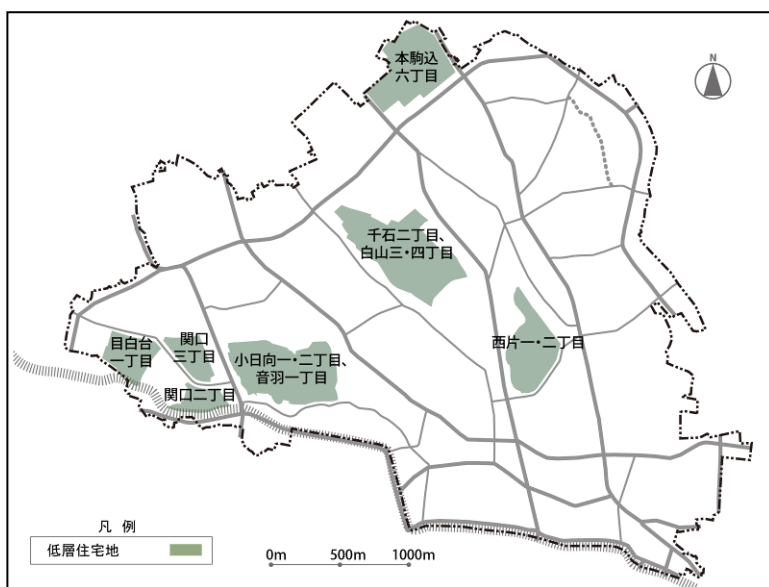 本駒込
六丁目
N
千石二丁目、
白山三・四丁目
西片一・二丁目
目白台
一丁目
関口
三丁目
小日向一・二丁目、
音羽一丁目
関口二丁目
凡 例
低層住宅地
0m 500m 1000m